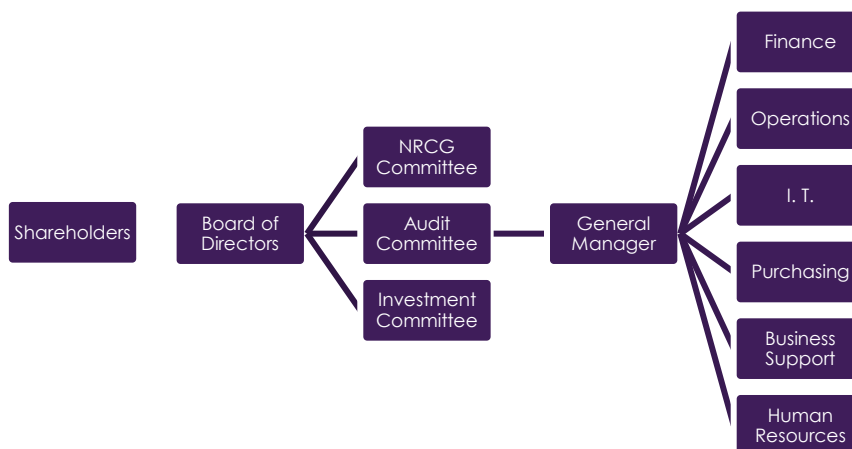 Shareholders
Board of
Directors
NRCG
Committee
Audit
Committee
Investment
Committee
General
Manager
Finance
Operations
I. T.
Purchasing
Business
Support
Human
Resources